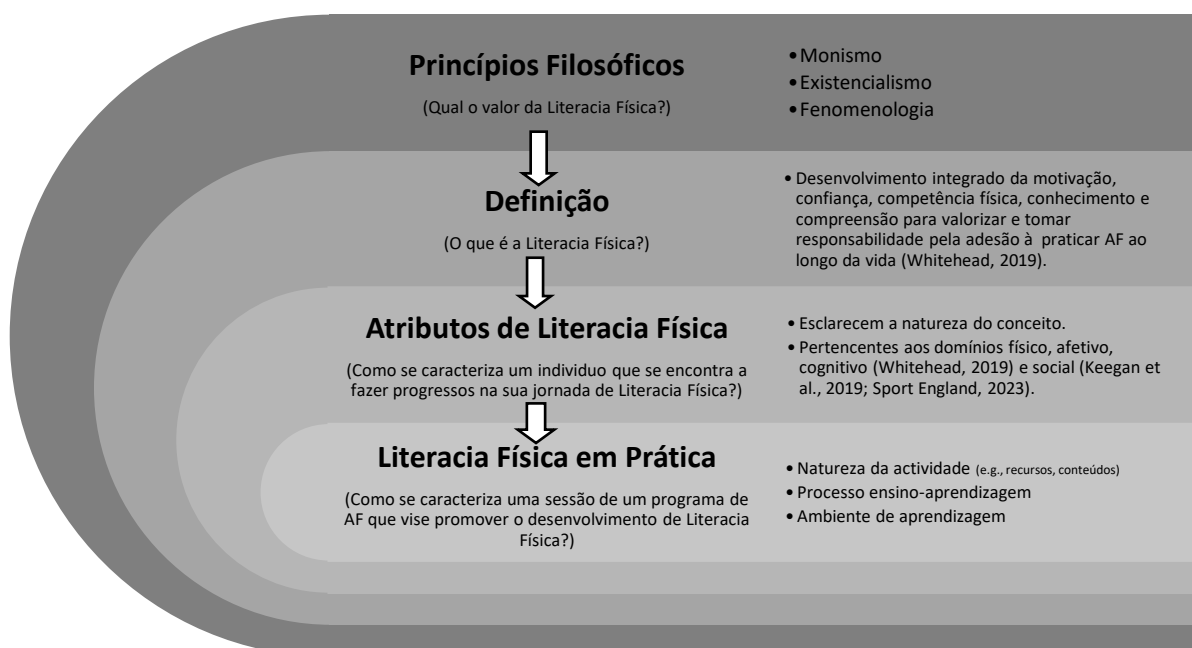 Princípios Filosóficos
(Qual o valor da Literacia Física?)
• Monismo
• Existencialismo
• Fenomenologia
Definição
(O que é a Literacia Física?)
• Desenvolvimento integrado da motivação,
confiança, competência física, conhecimento e
compreensão para valorizar e tomar
responsabilidade pela adesão à praticar AF ao
longo da vida (Whitehead, 2019).
Atributos de Literacia Física
(Como se caracteriza um individuo que se encontra a
fazer progressos na sua jornada de Literacia Física?)
• Esclarecem a natureza do conceito.
• Pertencentes aos domínios físico, afetivo,
cognitivo (Whitehead, 2019) e social (Keegan et
al., 2019; Sport England, 2023).
Literacia Física em Prática
(Como se caracteriza uma sessão de um programa de
AF que vise promover o desenvolvimento de Literacia
Física?)
• Natureza da actividade (e.g., recursos, conteúdos)
• Processo ensino-aprendizagem
• Ambiente de aprendizagem